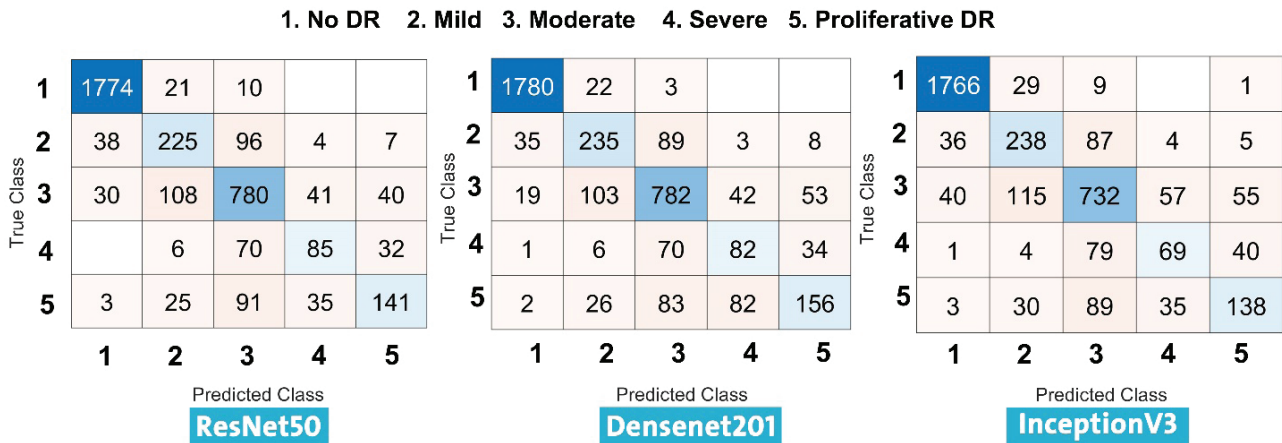 1. No DR 2. Mild 3. Moderate 4. Severe 5. Proliferative DR
True Class
1 1774 21 10
2 38 225 96 4 7
3 30 108 780 41 40
4 6 70 85 32
5 3 25 91 35 141
1 2 3 4 5
Predicted Class
ResNet50
True Class
1 1780 22 3
2 35 235 89 3 8
3 19 103 782 42 53
4 1 6 70 82 34
5 2 26 83 82 156
1 2 3 4 5
Predicted Class
Densenet201
True Class
1 1766 29 9 1
2 36 238 87 4 5
3 40 115 732 57 55
4 1 4 79 69 40
5 3 30 89 35 138
1 2 3 4 5
Predicted Class
InceptionV3